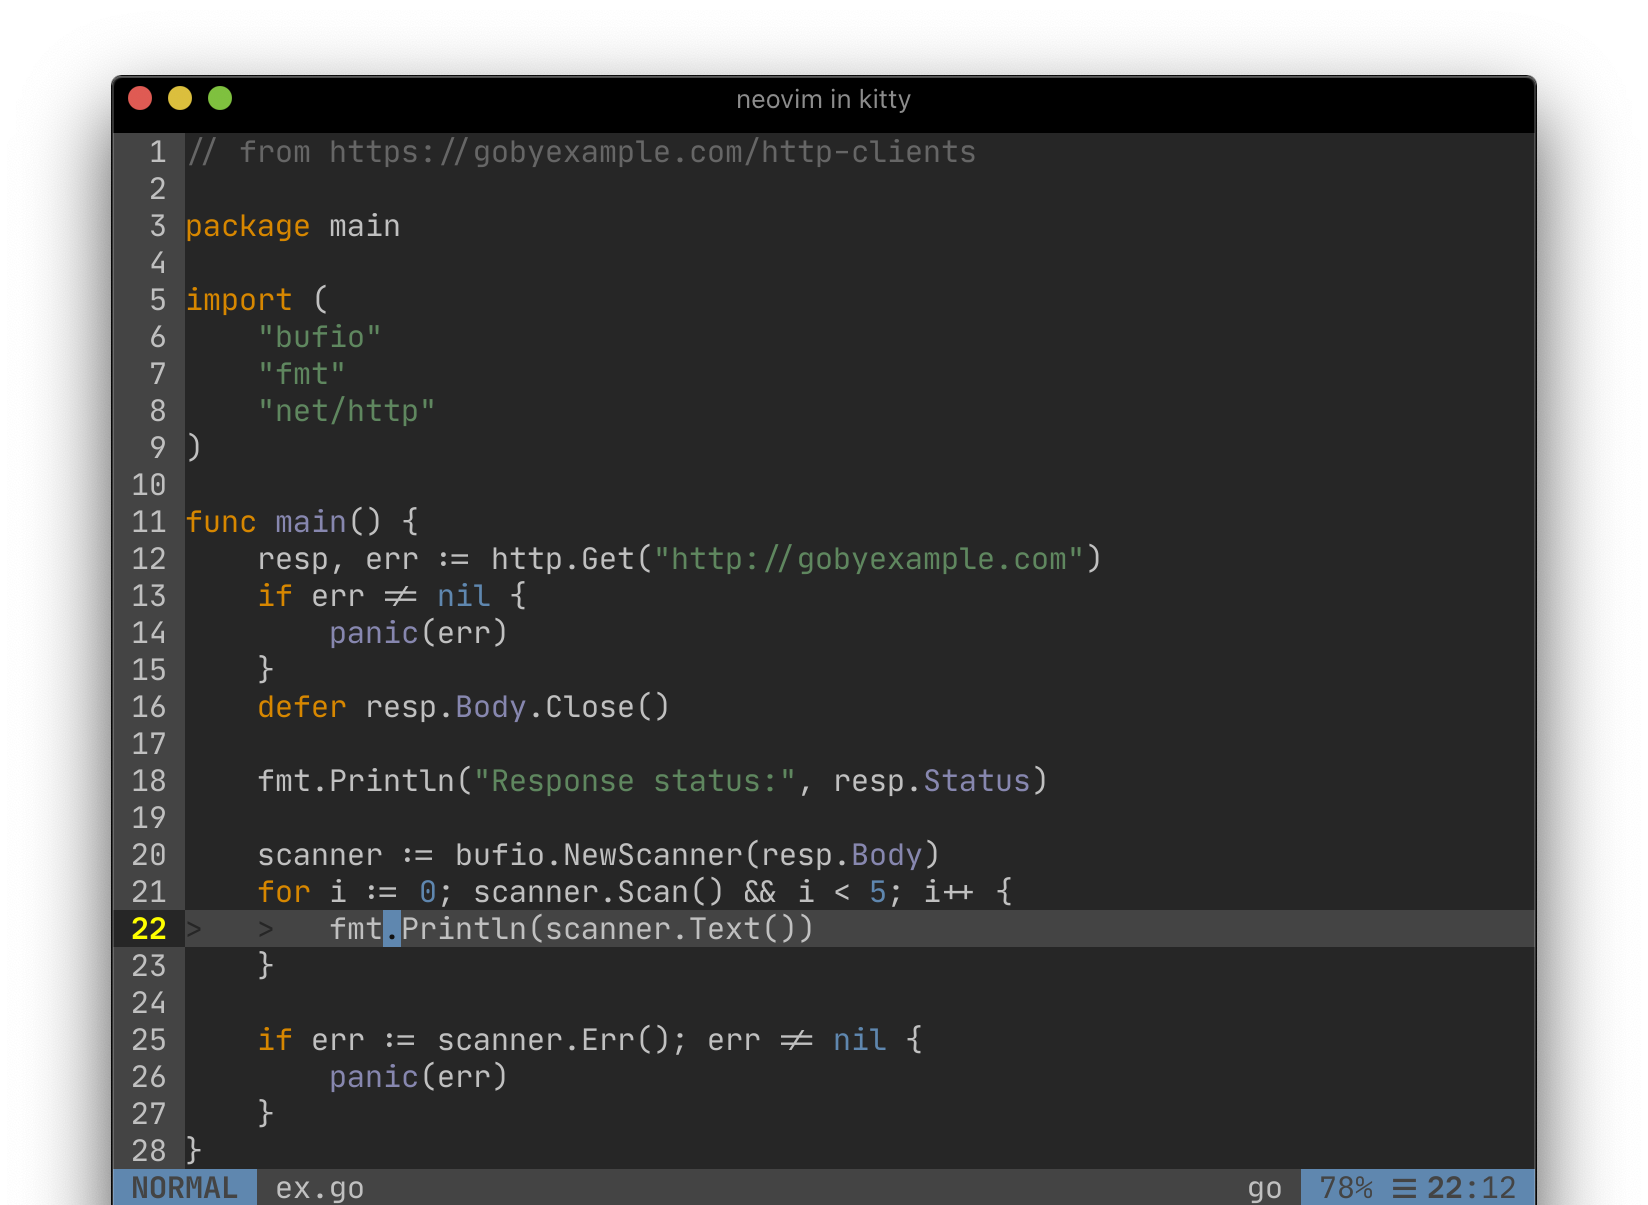 neovim in kitty
1 // from https://gobyexample.com/http-clients
2
3 package main
4
5 import (
6     "bufio"
7     "fmt"
8     "net/http"
9 )
10
11 func main() {
12     resp, err := http.Get("http://gobyexample.com")
13     if err != nil {
14         panic(err)
15     }
16     defer resp.Body.Close()
17
18     fmt.Println("Response status:", resp.Status)
19
20     scanner := bufio.NewScanner(resp.Body)
21     for i := 0; scanner.Scan() && i < 5; i++ {
22 >   >   fmt.Println(scanner.Text())
23     }
24
25     if err := scanner.Err(); err != nil {
26         panic(err)
27     }
28 }
NORMAL ex.go go 78% ☰ 22:12